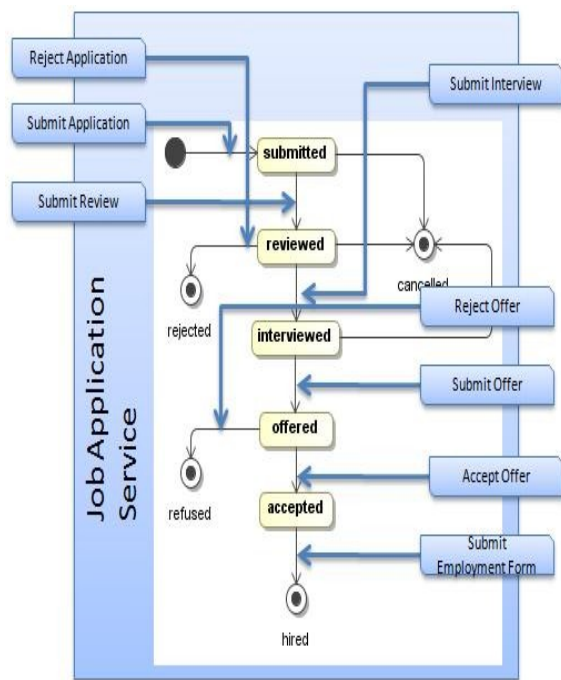 Reject Application
Submit Interview
Submit Application
submitted
Submit Review
reviewed
cancelled
Reject Offer
rejected
interviewed
Submit Offer
offered
Job Application
Service
Accept Offer
refused
accepted
Submit
Employment Form
hired